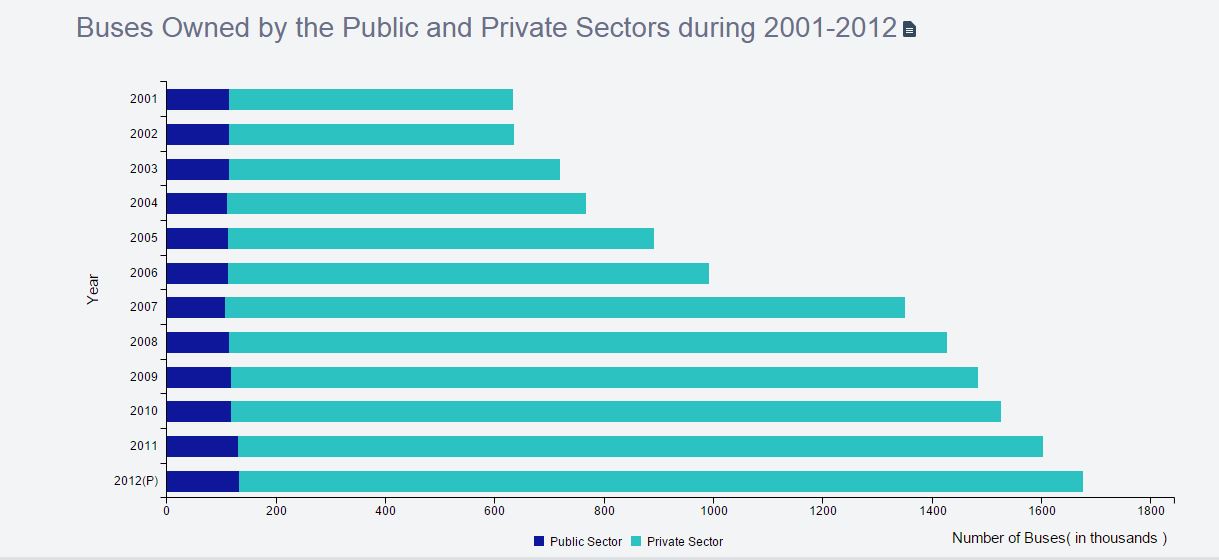 Buses Owned by the Public and Private Sectors during 2001-2012
2001
2002
2003
2004
2005
2006
2007
2008
2009
2010
2011
2012(P)
Year
0 200 400 600 800 1000 1200 1400 1600 1800
Number of Buses( in thousands )
Public Sector Private Sector